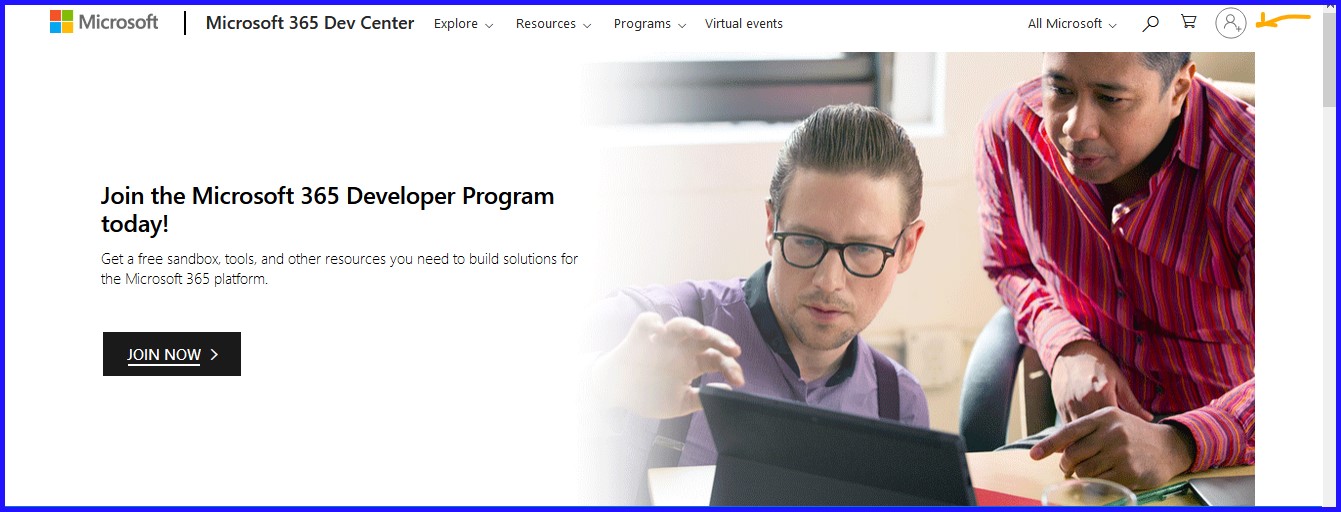 Microsoft
Microsoft 365 Dev Center
Explore
Resources
Programs
Virtual events
All Microsoft
Join the Microsoft 365 Developer Program
today!
Get a free sandbox, tools, and other resources you need to build solutions for
the Microsoft 365 platform.
JOIN NOW